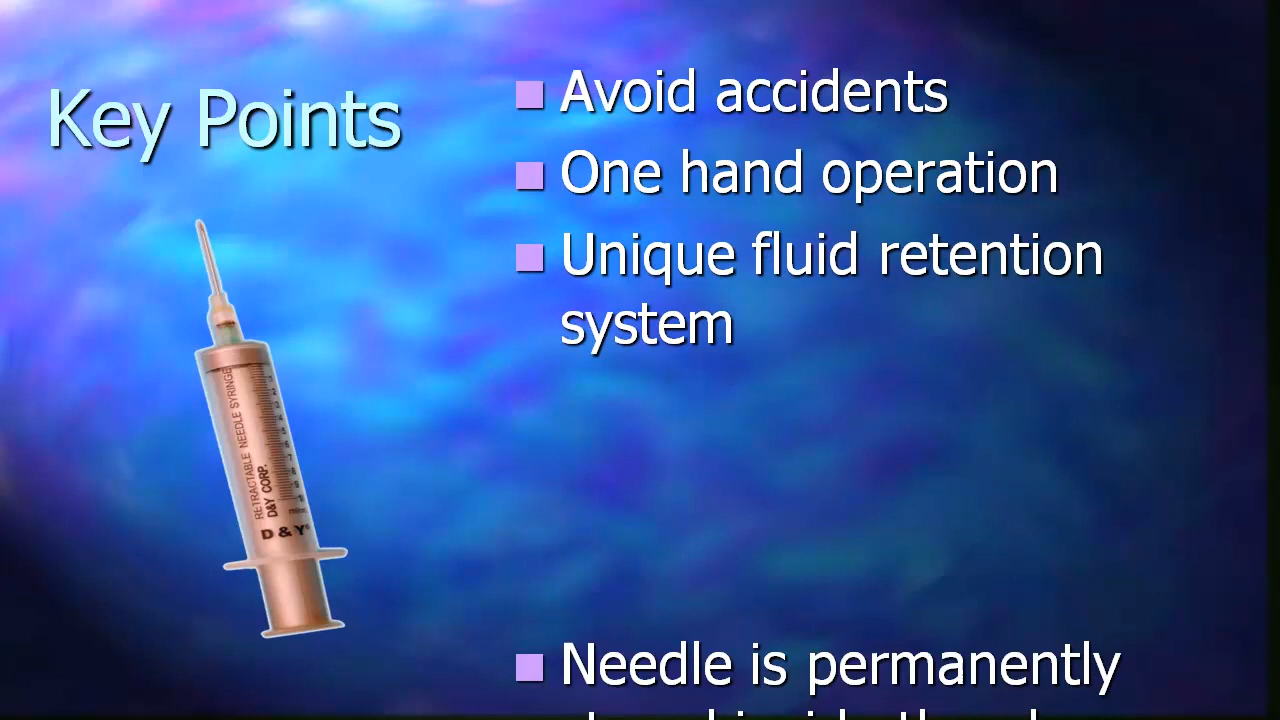 Key Points
Avoid accidents
One hand operation
Unique fluid retention
system
Needle is permanently
RETRACTABLE NEEDLE SYRINGE
D&Y CORP.
D & Y®